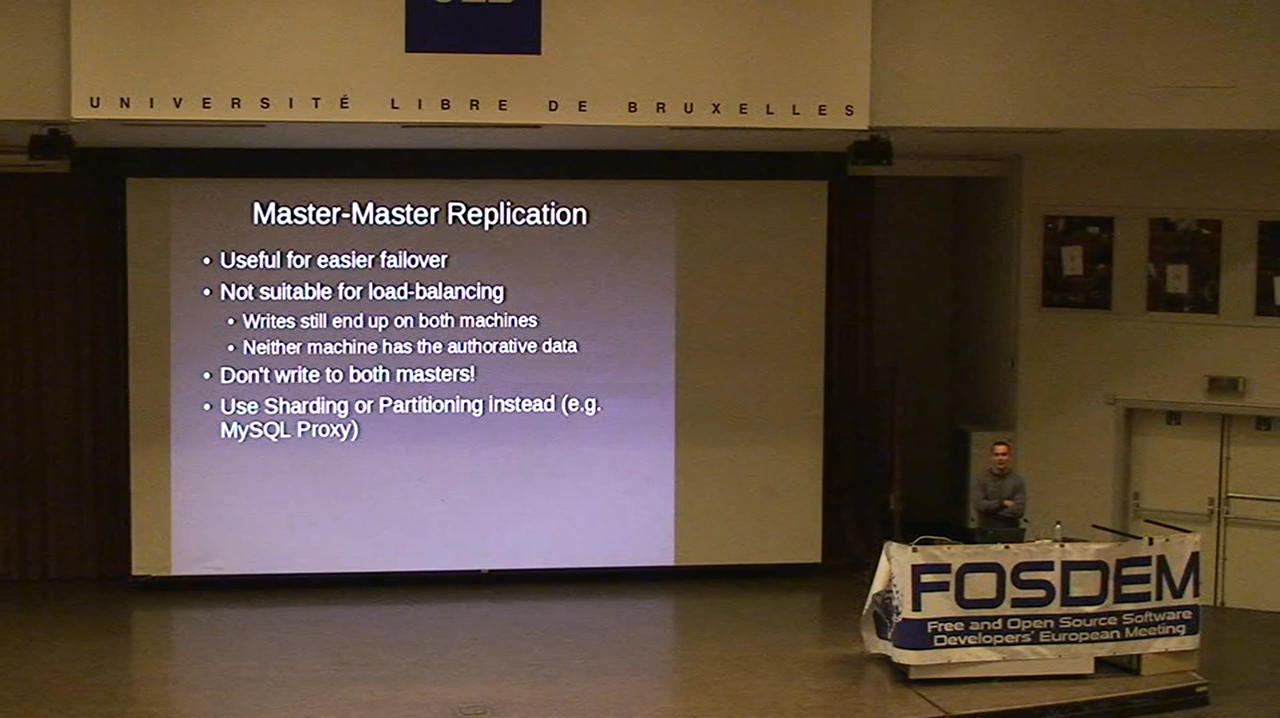 UNIVERSITÉ LIBRE DE BRUXELLES
Master-Master Replication
• Useful for easier failover
• Not suitable for load-balancing
• Writes still end up on both machines
• Neither machine has the authorative data
• Don't write to both masters!
• Use Sharding or Partitioning instead (e.g.
MySQL Proxy)
FOSDEM
Free and Open Source Software
Developers' European Meeting